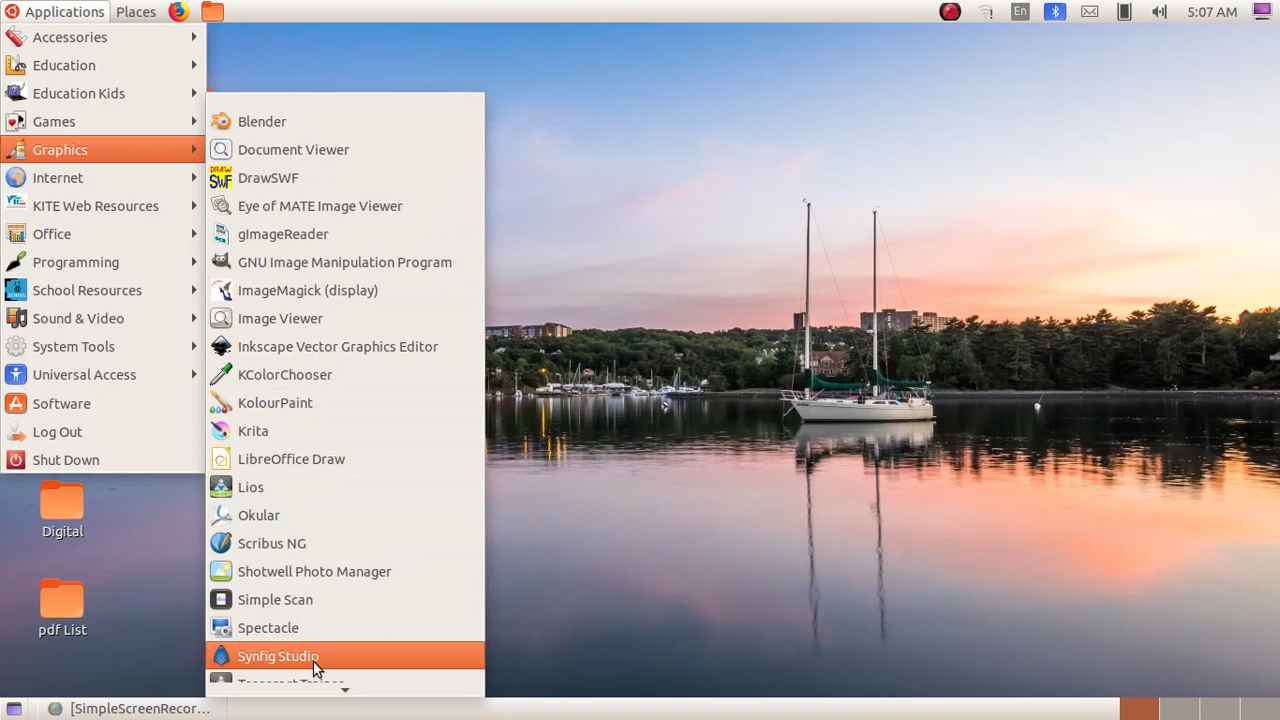 Applications Places
En
5:07 AM
Accessories
Education
Education Kids
Games
Graphics
Internet
KITE Web Resources
Office
Programming
School Resources
Sound & Video
System Tools
Universal Access
Software
Log Out
Shut Down
Blender
Document Viewer
DRAW SWF
DrawSWF
Eye of MATE Image Viewer
gImageReader
GNU Image Manipulation Program
ImageMagick (display)
Image Viewer
Inkscape Vector Graphics Editor
KColorChooser
KolourPaint
Krita
LibreOffice Draw
Lios
Okular
Scribus NG
Shotwell Photo Manager
Simple Scan
Spectacle
Synfig Studio
Digital
pdf List
[SimpleScreenRecor...